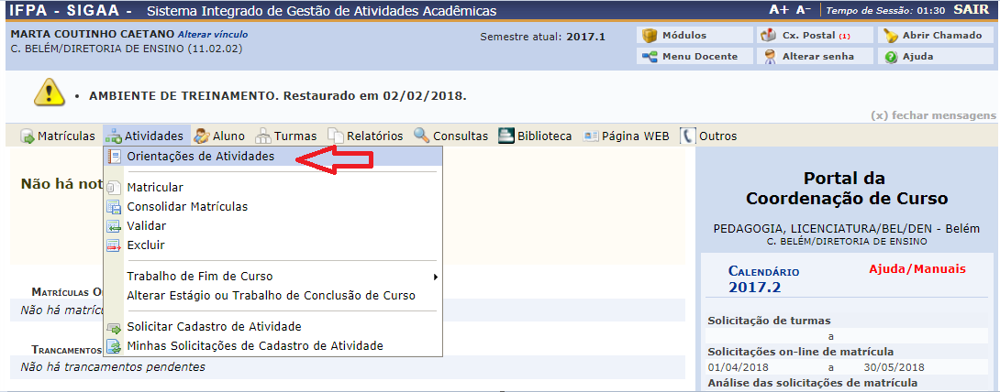 IFPA - SIGAA - Sistema Integrado de Gestão de Atividades Acadêmicas A+ A- Tempo de Sessão: 01:30 SAIR
MARTA COUTINHO CAETANO Alterar vínculo
C. BELÉM/DIRETORIA DE ENSINO (11.02.02)
Semestre atual: 2017.1
Módulos Cx. Postal (1) Abrir Chamado
Menu Docente Alterar senha Ajuda
AMBIENTE DE TREINAMENTO. Restaurado em 02/02/2018.
(x) fechar mensagens
Matrículas Atividades Aluno Turmas Relatórios Consultas Biblioteca Página WEB Outros
Orientações de Atividades
Matricular
Consolidar Matrículas
Validar
Excluir
Trabalho de Fim de Curso
Alterar Estágio ou Trabalho de Conclusão de Curso
Solicitar Cadastro de Atividade
Minhas Solicitações de Cadastro de Atividade
Não há not
Matrículas O
Não há matríc
Trancamentos
Não há trancamentos pendentes
Portal da
Coordenação de Curso
PEDAGOGIA, LICENCIATURA/BEL/DEN - Belém
C. BELÉM/DIRETORIA DE ENSINO
Calendário
2017.2
Ajuda/Manuais
Solicitação de turmas
a
Solicitações on-line de matrícula
01/04/2018 a 30/05/2018
Análise das solicitações de matrícula